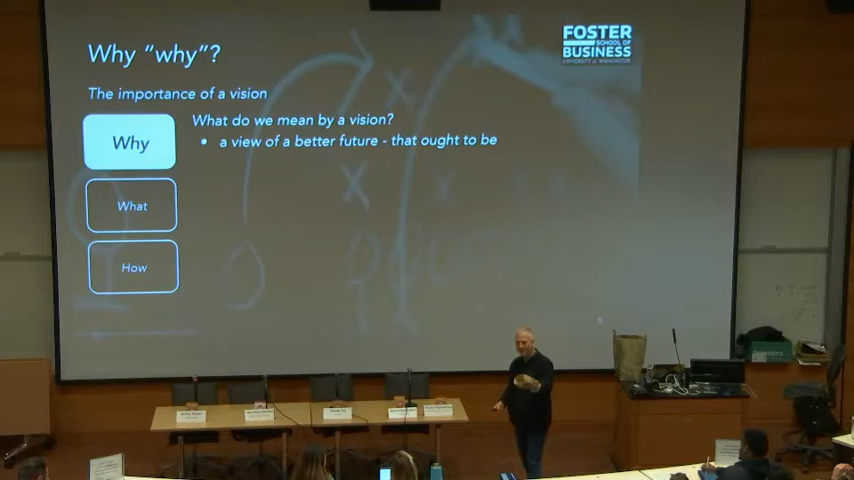 Why “why”?
FOSTER
SCHOOL OF
BUSINESS
UNIVERSITY of WASHINGTON
The importance of a vision
What do we mean by a vision?
• a view of a better future - that ought to be
Why
What
How